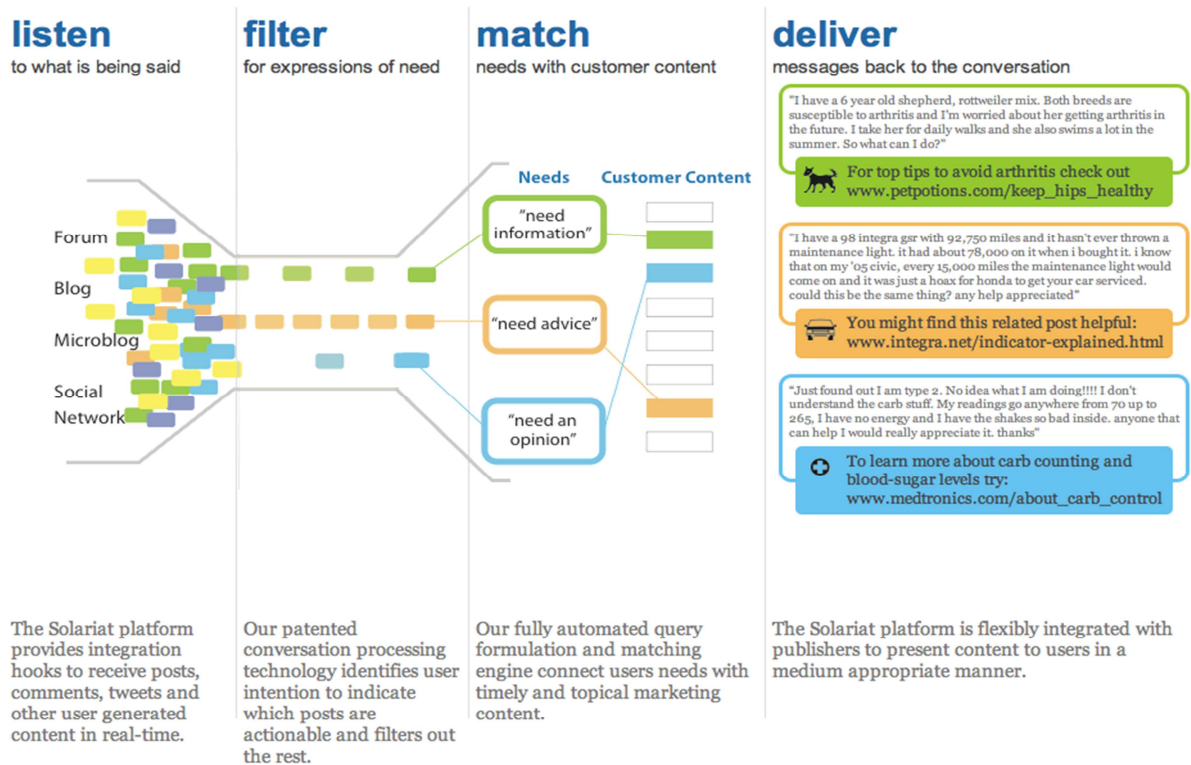 listen
to what is being said
filter
for expressions of need
match
needs with customer content
deliver
messages back to the conversation
Forum
Blog
Microblog
Social
Network
Needs
Customer Content
"need
information"
"need advice"
"need an
opinion"
"I have a 6 year old shepherd, rottweiler mix. Both breeds are
susceptible to arthritis and I'm worried about her getting arthritis in
the future. I take her for daily walks and she also swims a lot in the
summer. So what can I do?"
For top tips to avoid arthritis check out
www.petpotions.com/keep_hips_healthy
"I have a 98 integra gsr with 92,750 miles and it hasn't ever thrown a
maintenance light. it had about 78,000 on it when i bought it. i know
that on my '05 civic, every 15,000 miles the maintenance light would
come on and it was just a hoax for honda to get your car serviced.
could this be the same thing? any help appreciated"
You might find this related post helpful:
www.integra.net/indicator-explained.html
"Just found out I am type 2. No idea what I am doing!!!! I don't
understand the carb stuff. My readings go anywhere from 70 up to
265, I have no energy and I have the shakes so bad inside. anyone that
can help I would really appreciate it. thanks"
To learn more about carb counting and
blood-sugar levels try:
www.medtronics.com/about_carb_control
The Solariat platform
provides integration
hooks to receive posts,
comments, tweets and
other user generated
content in real-time.
Our patented
conversation processing
technology identifies user
intention to indicate
which posts are
actionable and filters out
the rest.
Our fully automated query
formulation and matching
engine connect users needs with
timely and topical marketing
content.
The Solariat platform is flexibly integrated with
publishers to present content to users in a
medium appropriate manner.